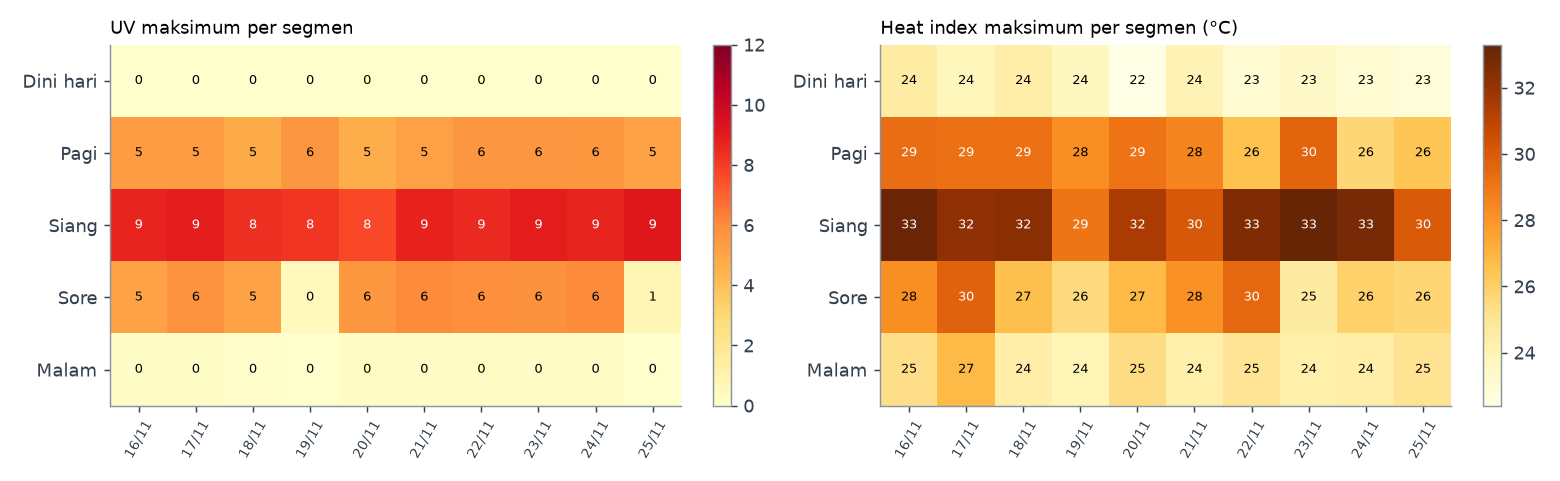 UV maksimum per segmen
Dini hari 0 0 0 0 0 0 0 0 0 0
Pagi 5 5 5 6 5 5 6 6 6 5
Siang 9 9 8 8 8 9 9 9 9 9
Sore 5 6 5 0 6 6 6 6 6 1
Malam 0 0 0 0 0 0 0 0 0 0
16/11 17/11 18/11 19/11 20/11 21/11 22/11 23/11 24/11 25/11
12
10
8
6
4
2
0
Heat index maksimum per segmen (°C)
Dini hari 24 24 24 24 22 24 23 23 23 23
Pagi 29 29 29 28 29 28 26 30 26 26
Siang 33 32 32 29 32 30 33 33 33 30
Sore 28 30 27 26 27 28 30 25 26 26
Malam 25 27 24 24 25 24 25 24 24 25
16/11 17/11 18/11 19/11 20/11 21/11 22/11 23/11 24/11 25/11
32
30
28
26
24